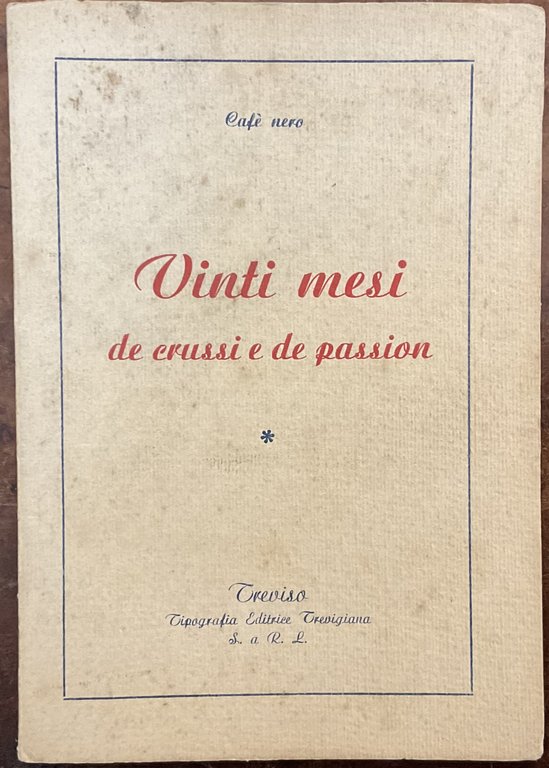 Cafè nero
Vinti mesi
de crussi e de passion
*
Treviso
Tipografia Editrice Trevigiana
S. a R. L.